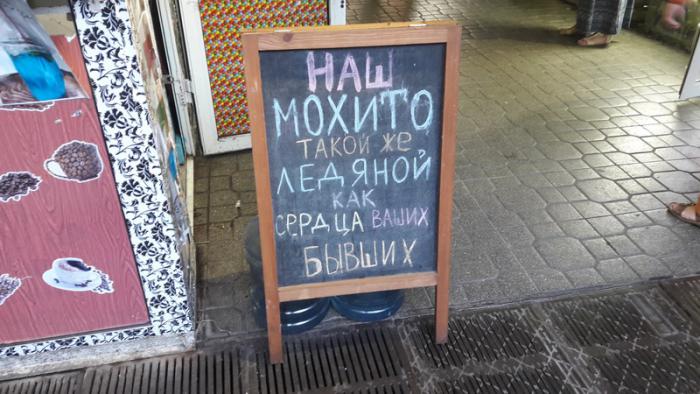 НАШ
МОХИТО
ТАКОЙ ЖЕ
ЛЕДЯНОЙ
КАК
СЕРДЦА ВАШИХ
БЫВШИХ